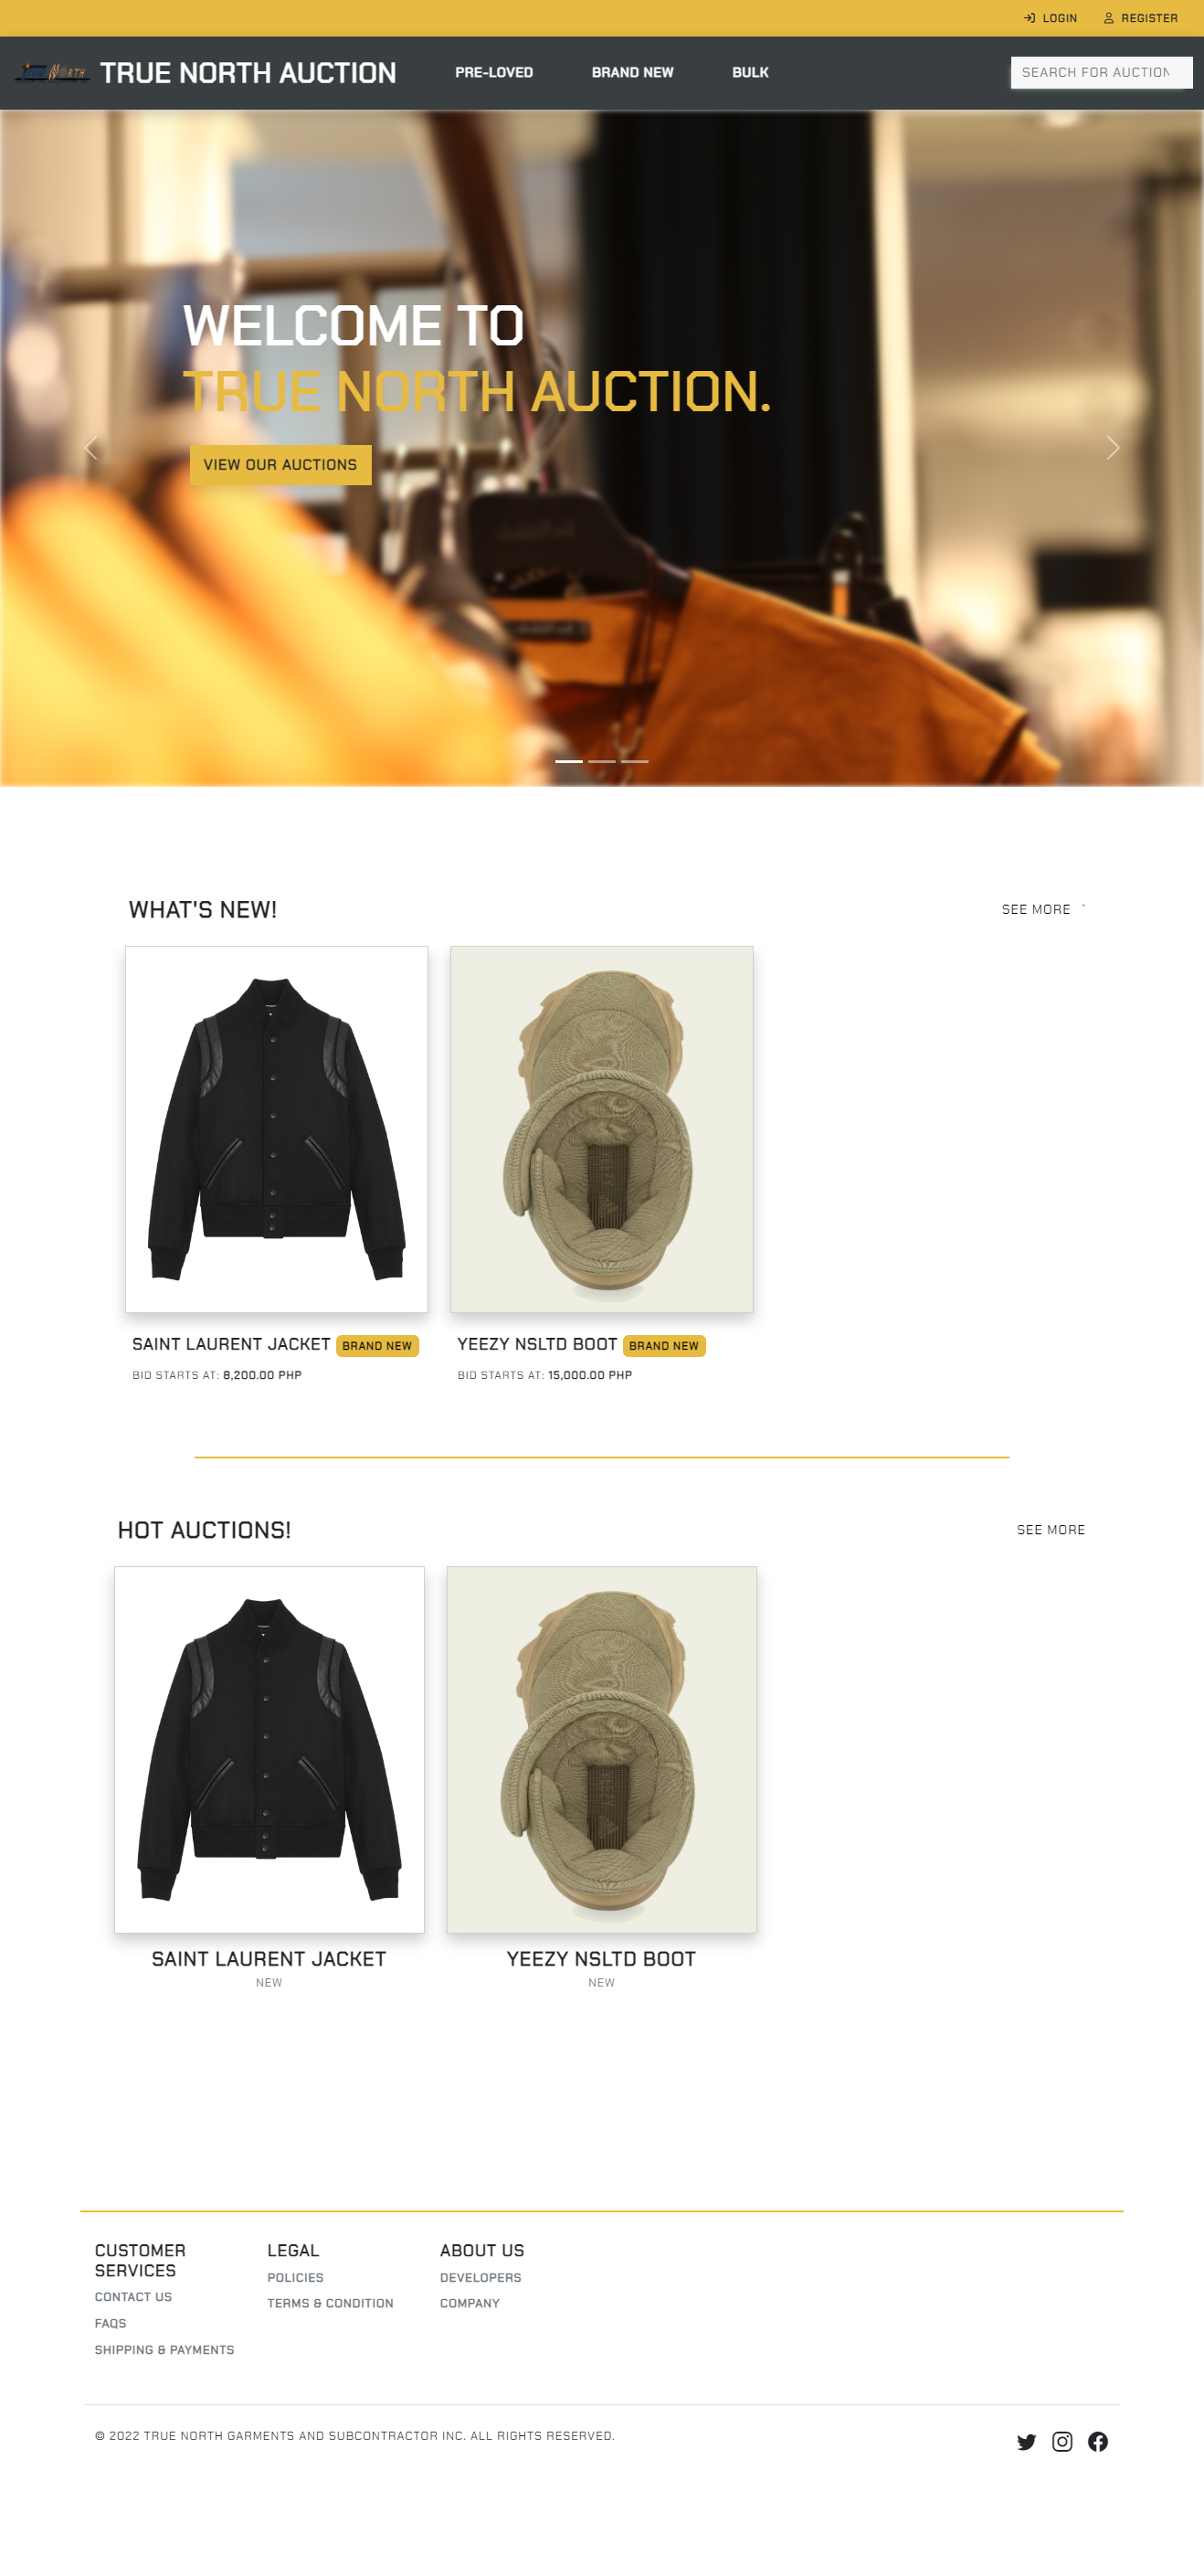 LOGIN
REGISTER
True North
TRUE NORTH AUCTION
PRE-LOVED
BRAND NEW
BULK
SEARCH FOR AUCTION
WELCOME TO
TRUE NORTH AUCTION.
VIEW OUR AUCTIONS
WHAT'S NEW!
SEE MORE `
SAINT LAURENT JACKET BRAND NEW
BID STARTS AT: 8,200.00 PHP
YEEZY NSLTD BOOT BRAND NEW
BID STARTS AT: 15,000.00 PHP
HOT AUCTIONS!
SEE MORE
SAINT LAURENT JACKET
NEW
YEEZY NSLTD BOOT
NEW
CUSTOMER
SERVICES
CONTACT US
FAQS
SHIPPING & PAYMENTS
LEGAL
POLICIES
TERMS & CONDITION
ABOUT US
DEVELOPERS
COMPANY
© 2022 TRUE NORTH GARMENTS AND SUBCONTRACTOR INC. ALL RIGHTS RESERVED.